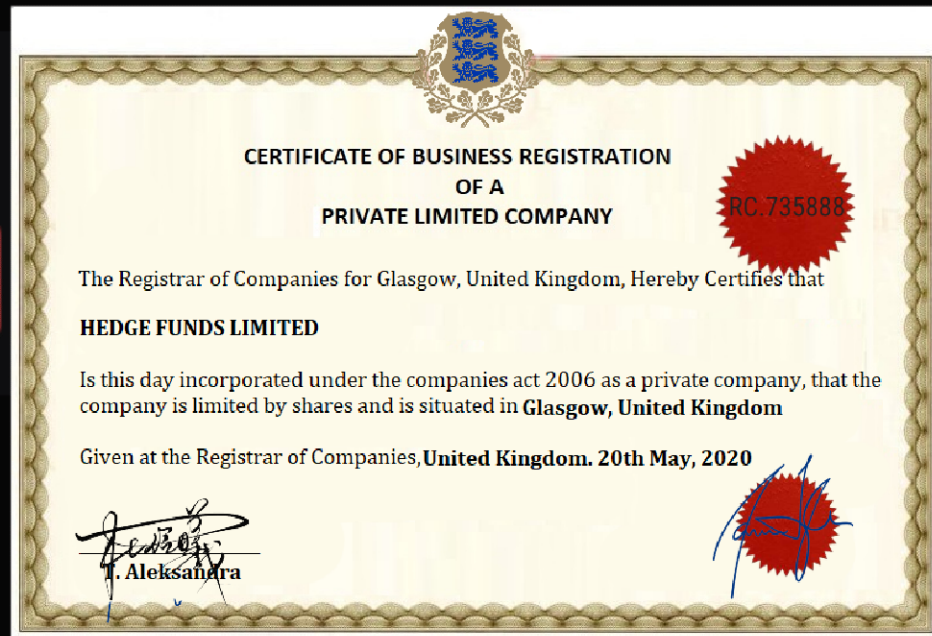 CERTIFICATE OF BUSINESS REGISTRATION
OF A
PRIVATE LIMITED COMPANY
RC.735888
The Registrar of Companies for Glasgow, United Kingdom, Hereby Certifies that
HEDGE FUNDS LIMITED
Is this day incorporated under the companies act 2006 as a private company, that the
company is limited by shares and is situated in Glasgow, United Kingdom
Given at the Registrar of Companies, United Kingdom. 20th May, 2020
T. Aleksandra